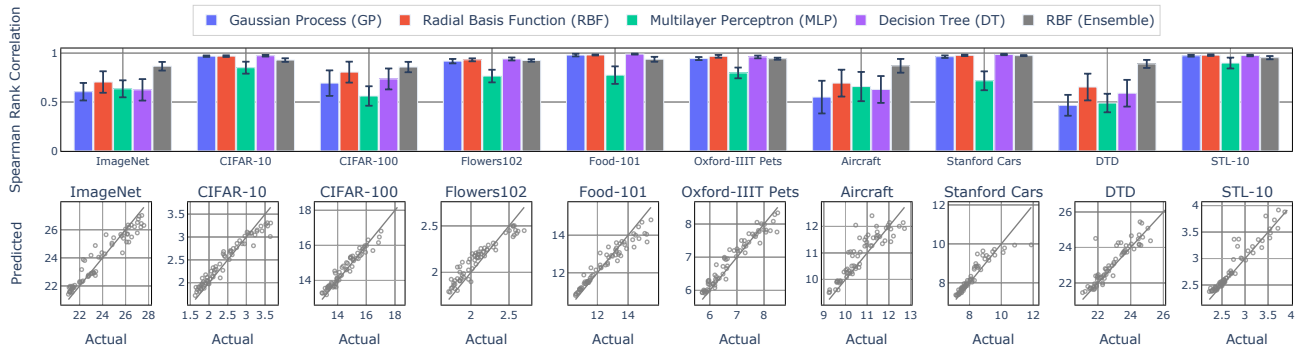 Gaussian Process (GP) Radial Basis Function (RBF) Multilayer Perceptron (MLP) Decision Tree (DT) RBF (Ensemble)
Spearman Rank Correlation
1
0.5
0
ImageNet CIFAR-10 CIFAR-100 Flowers102 Food-101 Oxford-IIIT Pets Aircraft Stanford Cars DTD STL-10
ImageNet CIFAR-10 CIFAR-100 Flowers102 Food-101 Oxford-IIIT Pets Aircraft Stanford Cars DTD STL-10
Predicted
26 24 22
3.5 3 2.5 2
18 16 14
2.5 2
14 12
8 7 6
12 11 10
12 10 8
26 24 22
4 3.5 3 2.5
22 24 26 28
1.5 2 2.5 3 3.5
14 16 18
2 2.5
12 14
6 7 8
9 10 11 12 13
8 10 12
22 24 26
2.5 3 3.5 4
Actual Actual Actual Actual Actual Actual Actual Actual Actual Actual